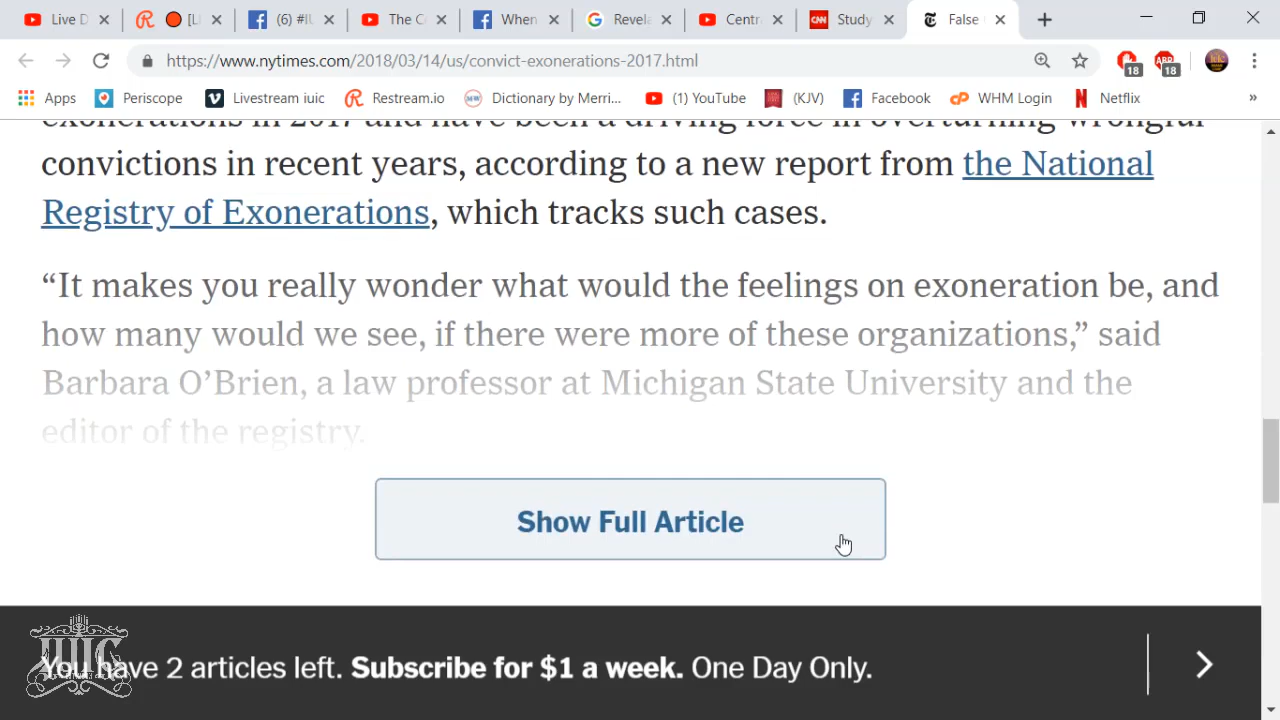 Live D
[L
(6) #IU
The C
When
Revela
Centr
CNN Study
False
https://www.nytimes.com/2018/03/14/us/convict-exonerations-2017.html
18
18
Apps
Periscope
Livestream iuic
Restream.io
Dictionary by Merri...
(1) YouTube
(KJV)
Facebook
WHM Login
Netflix
»
exonerations in 2017 and have been a driving force in overturning wrongful
convictions in recent years, according to a new report from the National
Registry of Exonerations, which tracks such cases.
“It makes you really wonder what would the feelings on exoneration be, and
how many would we see, if there were more of these organizations,” said
Barbara O’Brien, a law professor at Michigan State University and the
editor of the registry.
Show Full Article
You have 2 articles left. Subscribe for $1 a week. One Day Only.
IUIC